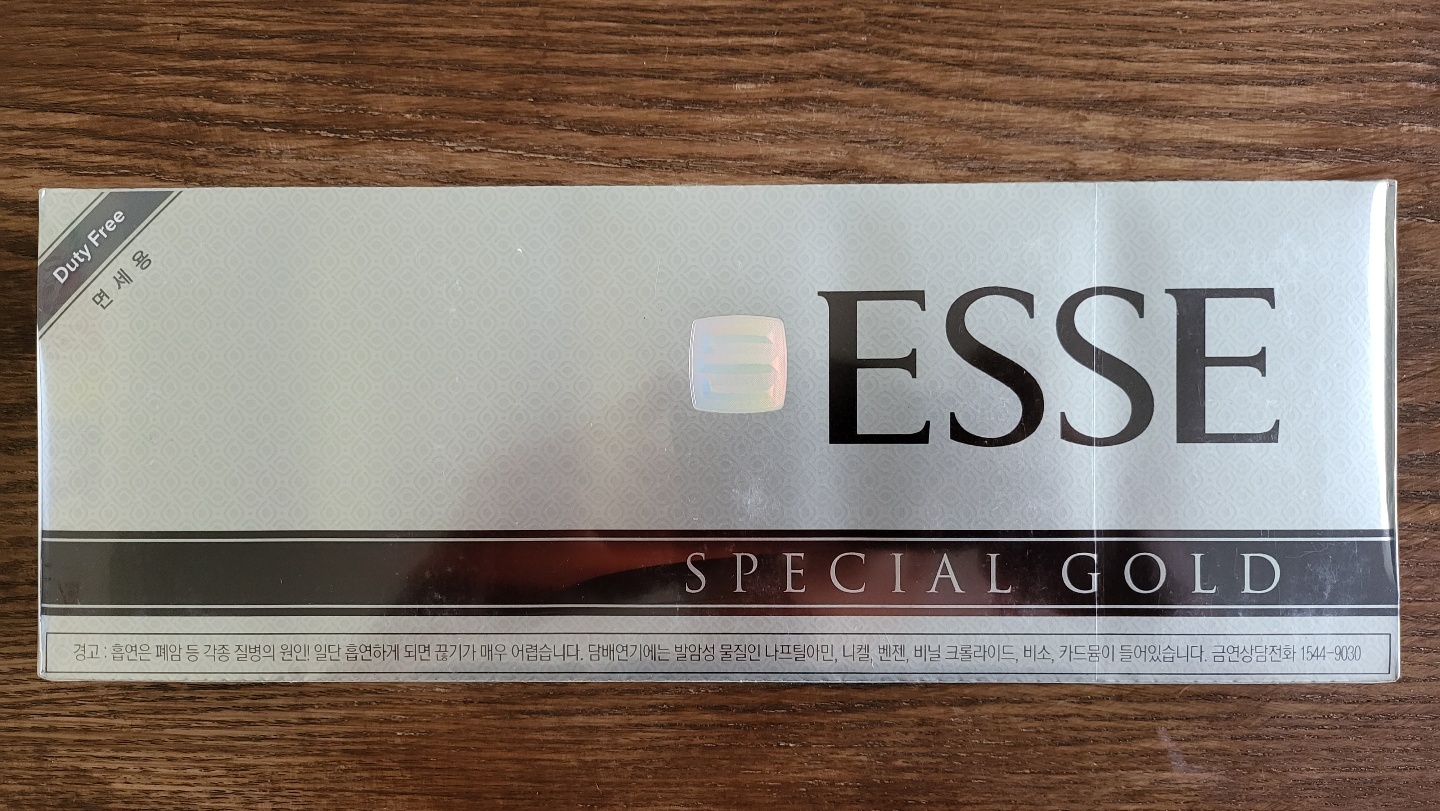 Duty Free
면세용
ESSE
SPECIAL GOLD
경고 : 흡연은 폐암 등 각종 질병의 원인! 일단 흡연하게 되면 끊기가 매우 어렵습니다. 담배연기에는 발암성 물질인 나프틸아민, 니켈, 벤젠, 비닐 크롤라이드, 비소, 카드뮴이 들어있습니다. 금연상담전화 1544-9030